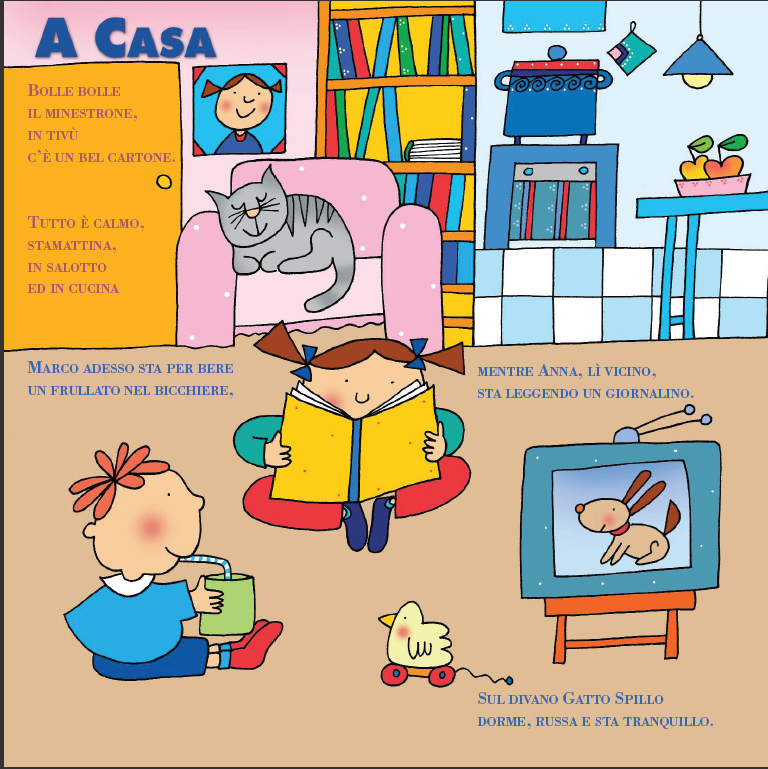 A Casa
Bolle bolle
il minestrone,
in tivù
c'è un bel cartone.
Tutto è calmo,
stamattina,
in salotto
ed in cucina
Marco adesso sta per bere
un frullato nel bicchiere,
mentre Anna, lì vicino,
sta leggendo un giornalino.
Sul divano Gatto Spillo
dorme, russa e sta tranquillo.